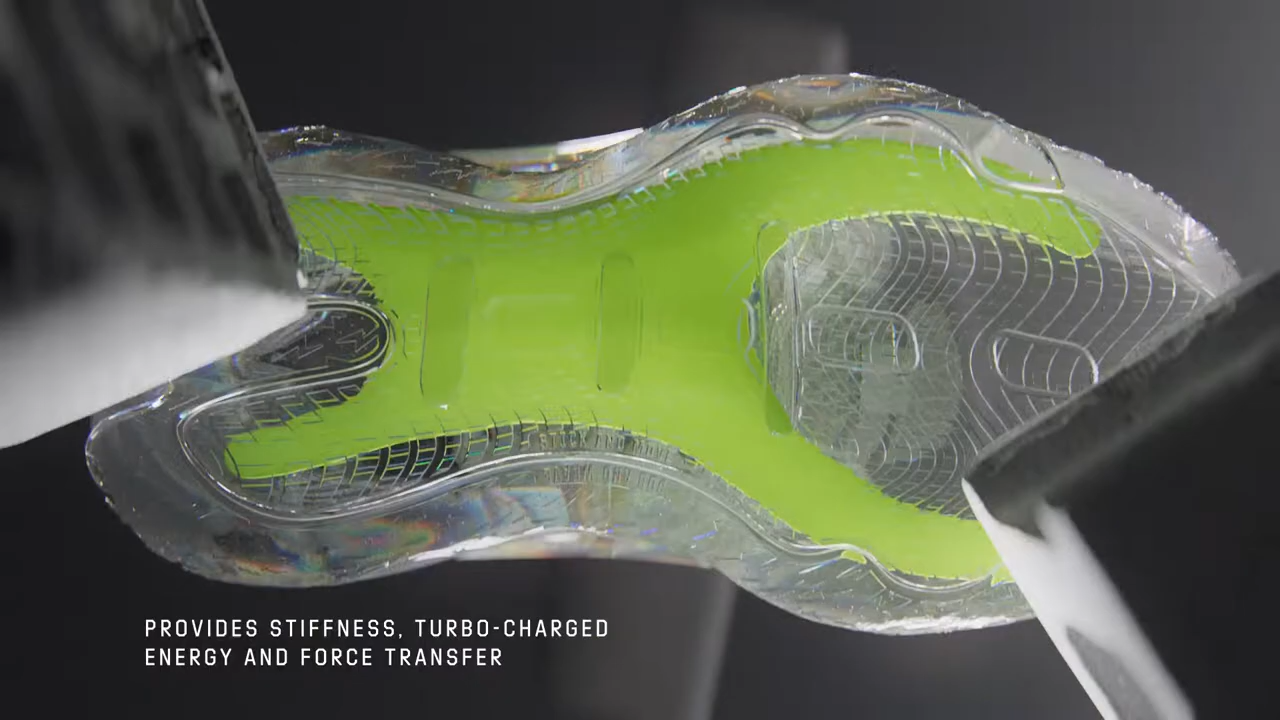 PROVIDES STIFFNESS, TURBO-CHARGED
ENERGY AND FORCE TRANSFER